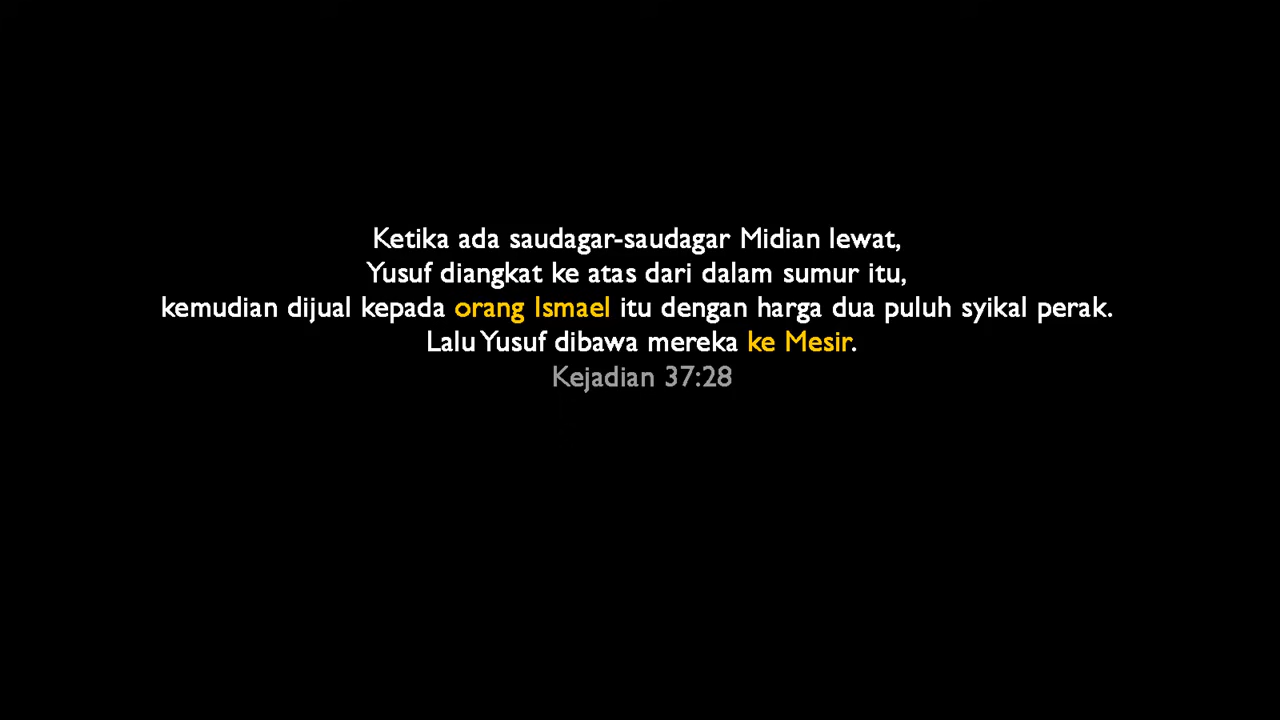 Ketika ada saudagar-saudagar Midian lewat,
Yusuf diangkat ke atas dari dalam sumur itu,
kemudian dijual kepada orang Ismael itu dengan harga dua puluh syikal perak.
Lalu Yusuf dibawa mereka ke Mesir.
Kejadian 37:28